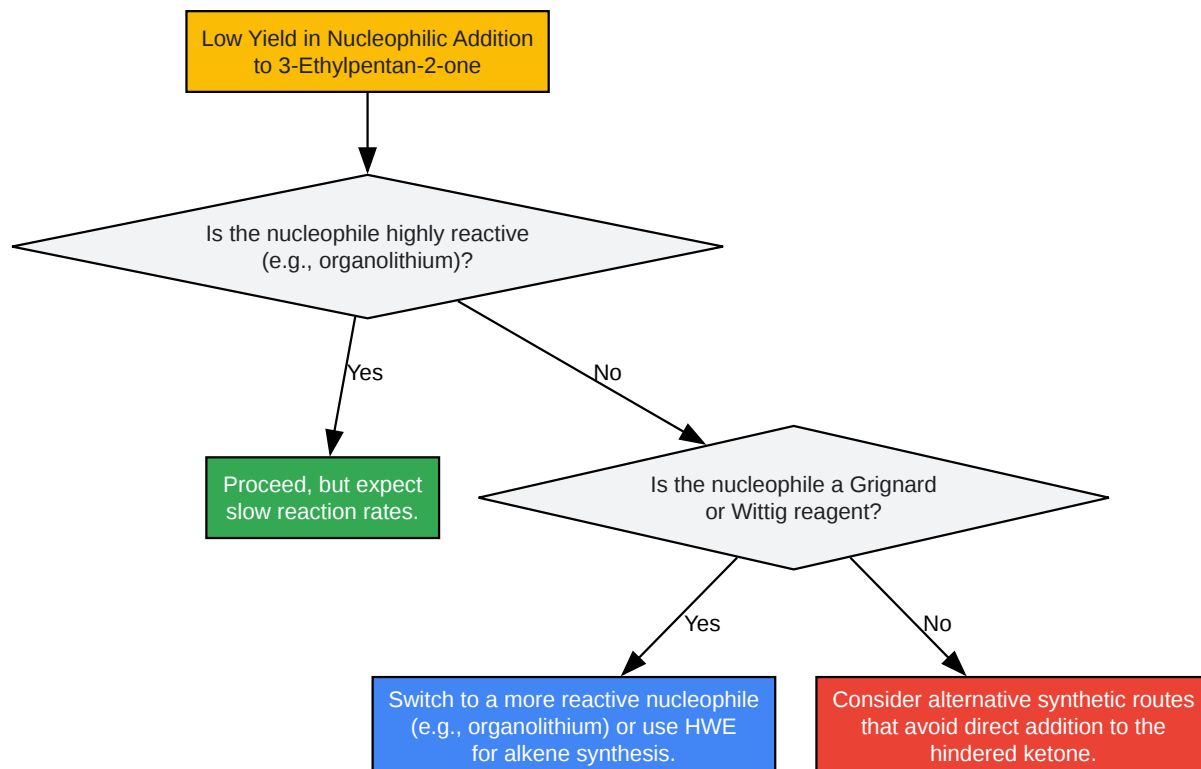 Low Yield in Nucleophilic Addition
to 3-Ethylpentan-2-one
Is the nucleophile highly reactive
(e.g., organolithium)?
Yes
No
Proceed, but expect
slow reaction rates.
Is the nucleophile a Grignard
or Wittig reagent?
Yes
No
Switch to a more reactive nucleophile
(e.g., organolithium) or use HWE
for alkene synthesis.
Consider alternative synthetic routes
that avoid direct addition to the
hindered ketone.